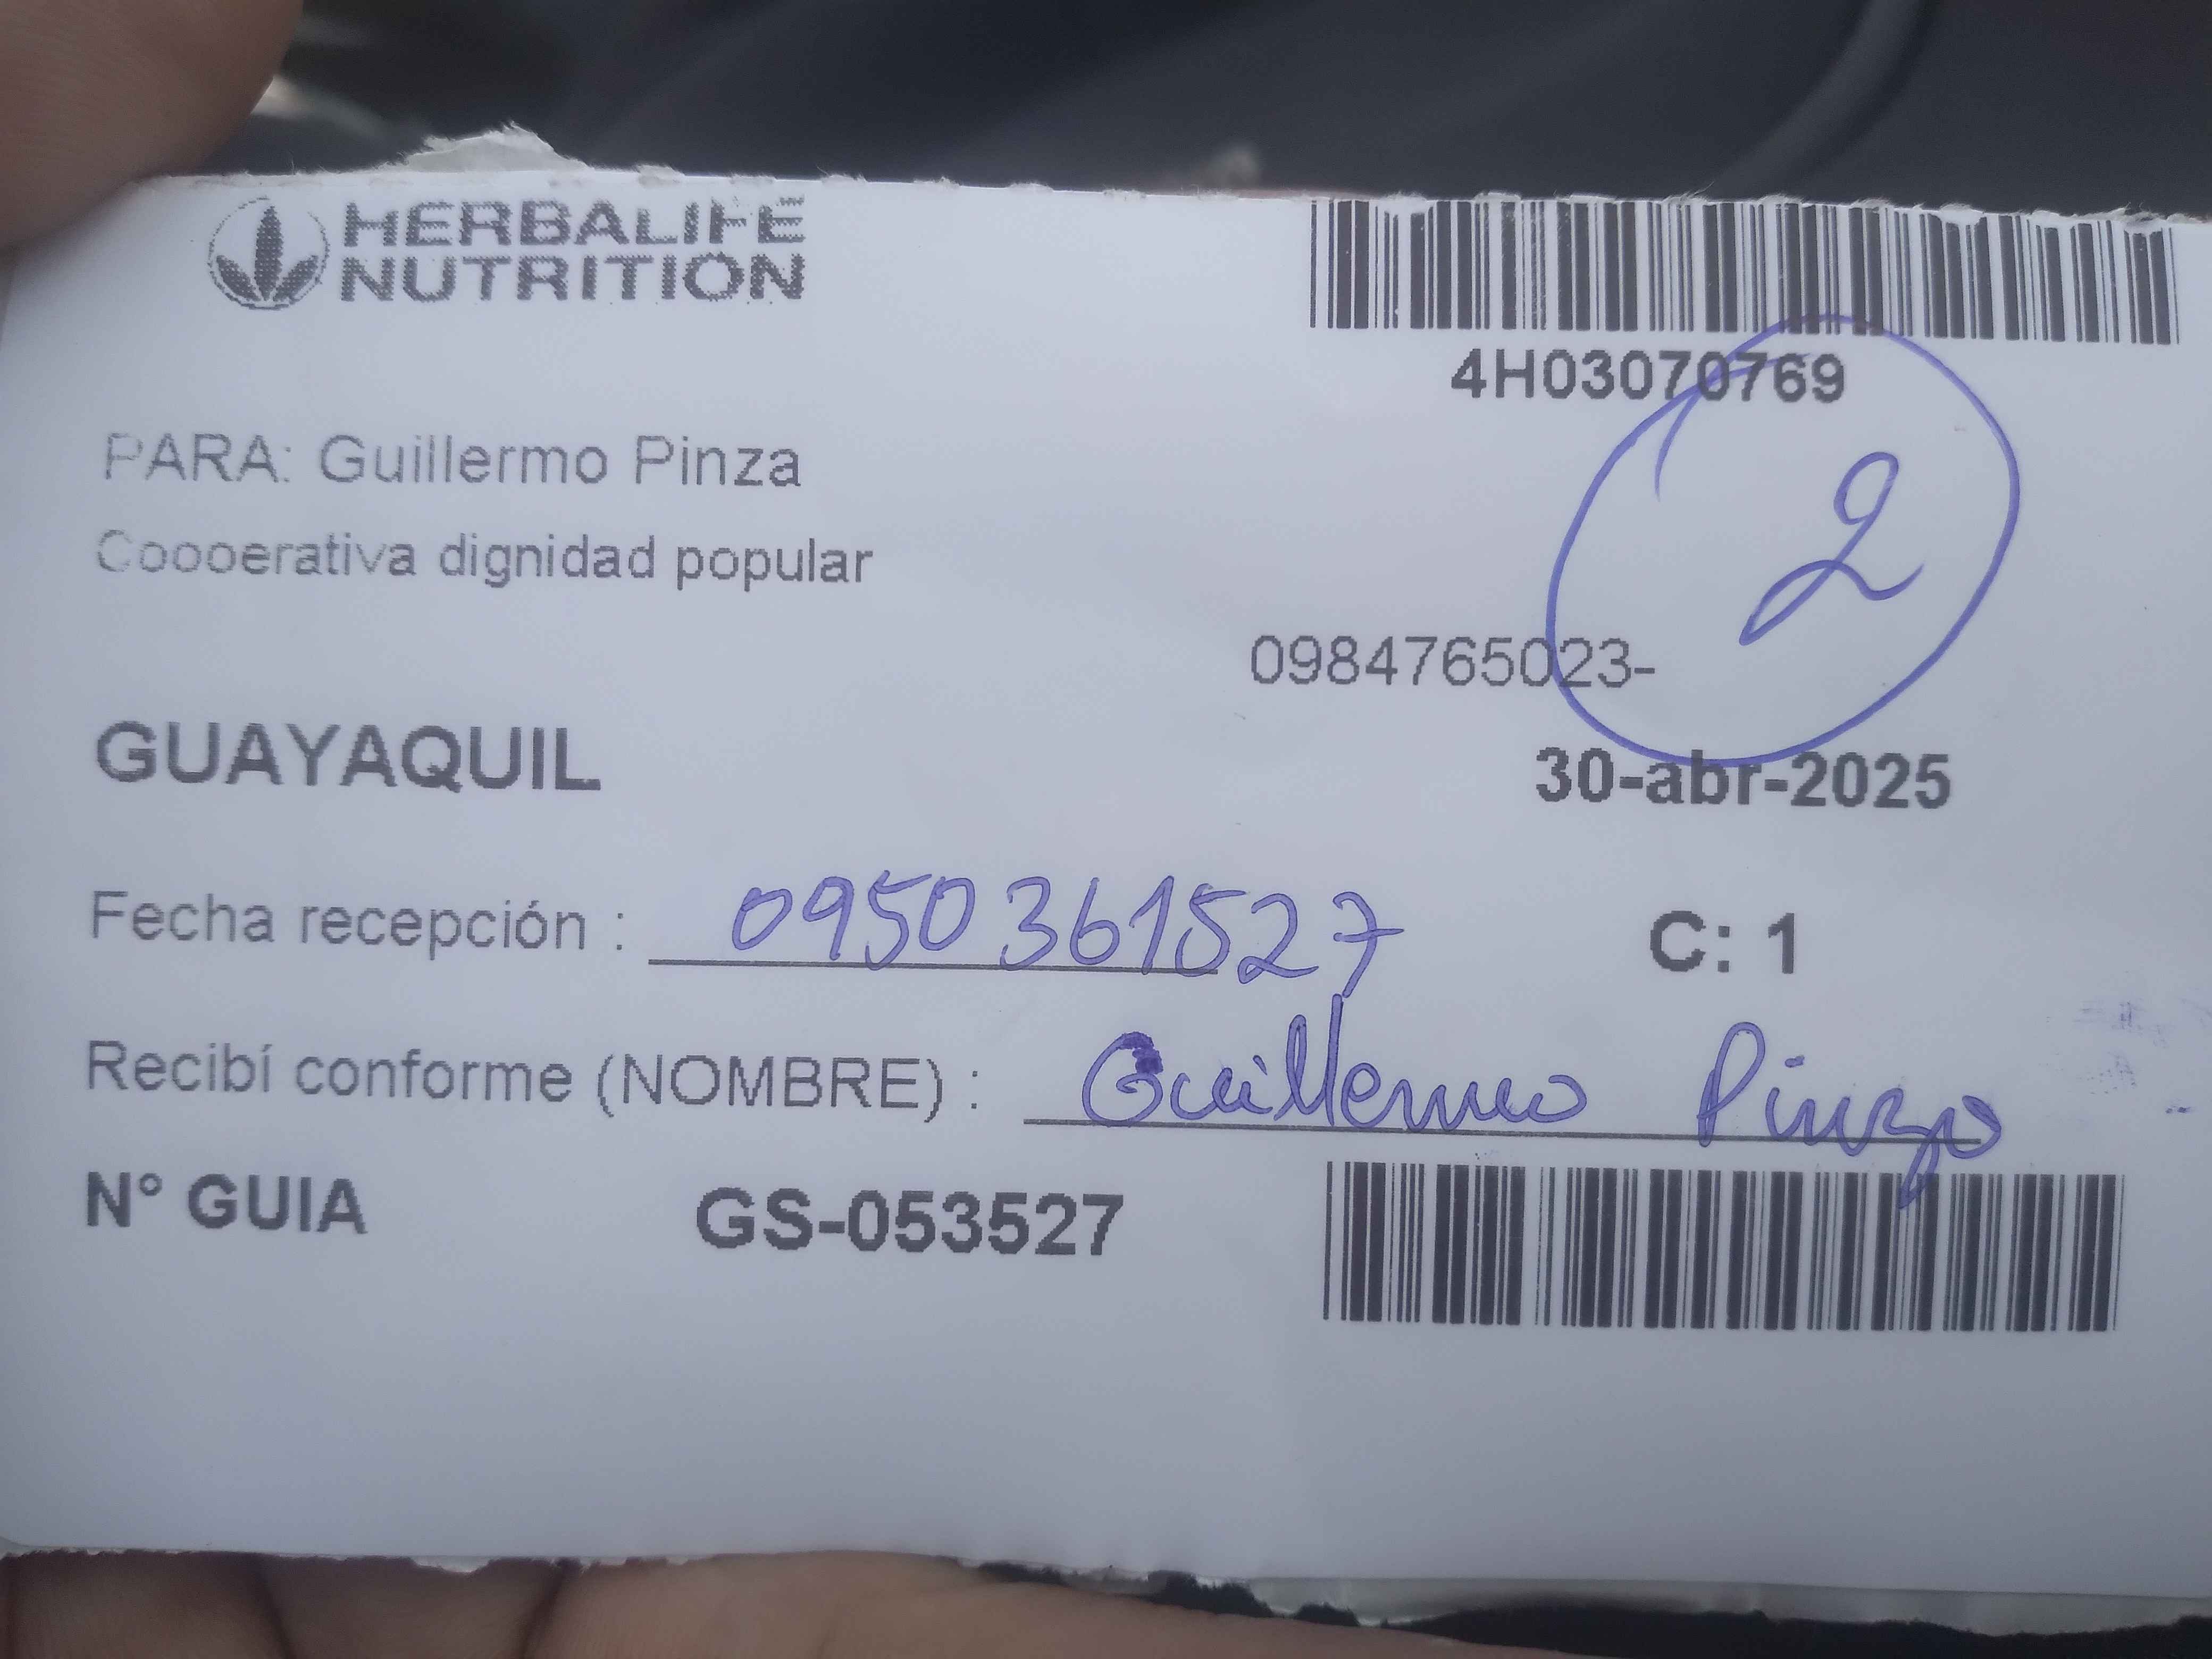 HERBALIFE
NUTRITION
4H03070769
PARA: Guillermo Pinza
2
Coooerativa dignidad popular
0984765023-
GUAYAQUIL
30-abr-2025
Fecha recepción : 0950361527 C: 1
Recibí conforme (NOMBRE) : Guillermo Pinza
N° GUIA GS-053527